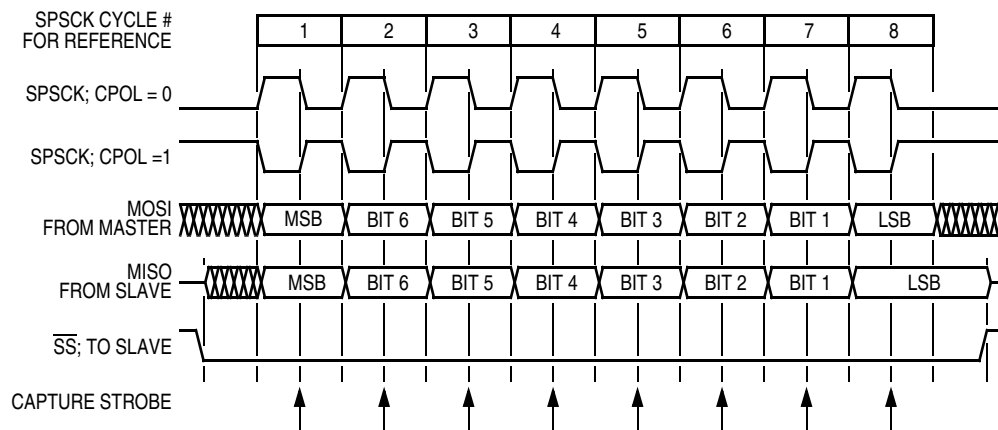 SPSCK CYCLE #
FOR REFERENCE
1 2 3 4 5 6 7 8
SPSCK; CPOL = 0
SPSCK; CPOL =1
MOSI
FROM MASTER
MSB BIT 6 BIT 5 BIT 4 BIT 3 BIT 2 BIT 1 LSB
MISO
FROM SLAVE
MSB BIT 6 BIT 5 BIT 4 BIT 3 BIT 2 BIT 1 LSB
SS; TO SLAVE
CAPTURE STROBE